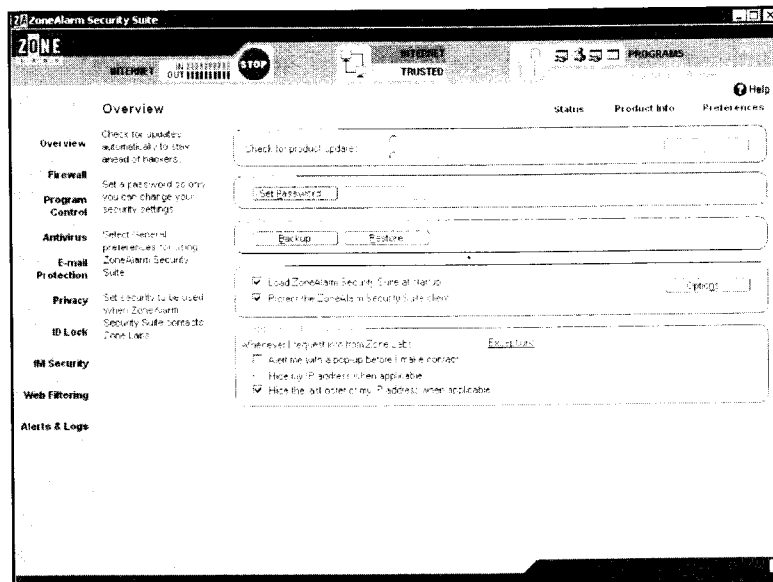 ZoneAlarm Security Suite
ZONE
LABS
INTERNET
IN
OUT
STOP
INTERNET
TRUSTED
PROGRAMS
Help
Overview
Status
Product Info
Preferences
Overview
Firewall
Program
Control
Antivirus
E-mail
Protection
Privacy
ID Lock
IM Security
Web Filtering
Alerts & Logs
Check for updates
automatically to stay
ahead of hackers.
Set a password so only
you can change your
security settings
Select General
preferences for using
ZoneAlarm Security
Suite
Set security to be used
when ZoneAlarm
Security Suite contacts
Zone Labs
Check for product updates:
Set Password
Backup
Restore
Load ZoneAlarm Security Suite at startup
Protect the ZoneAlarm Security Suite client
Options
Whenever I request info from Zone Labs
Exceptions
Alert me with a pop-up before I make contact
Hide my IP address when applicable
Hide the last octet of my IP address when applicable